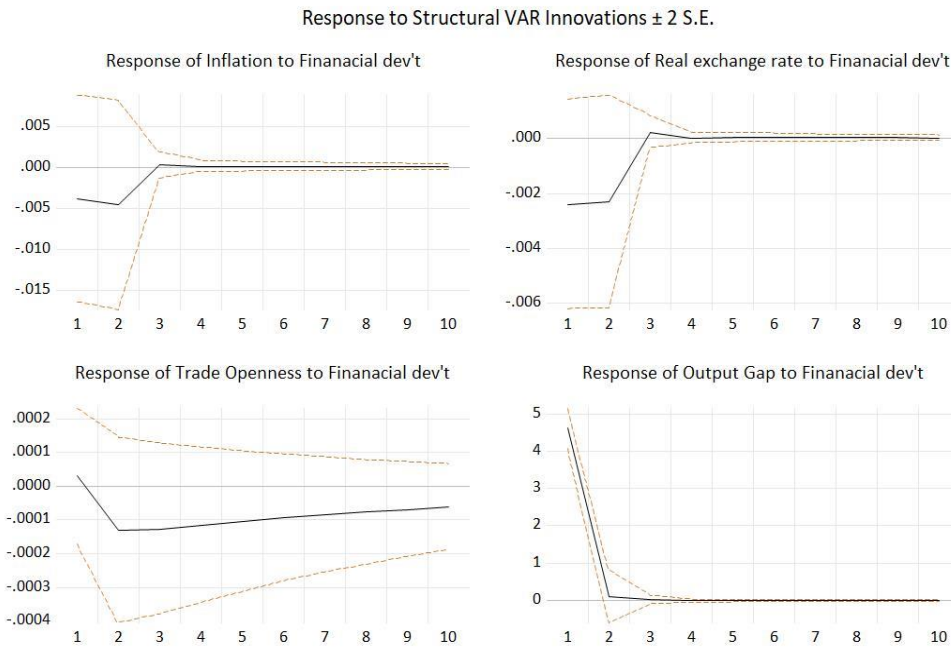 Response to Structural VAR Innovations ± 2 S.E.
Response of Inflation to Finanacial dev't
.005
.000
-.005
-.010
-.015
1 2 3 4 5 6 7 8 9 10
Response of Real exchange rate to Finanacial dev't
.000
-.002
-.004
-.006
1 2 3 4 5 6 7 8 9 10
Response of Trade Openness to Finanacial dev't
.0002
.0001
.0000
-.0001
-.0002
-.0003
-.0004
1 2 3 4 5 6 7 8 9 10
Response of Output Gap to Finanacial dev't
5
4
3
2
1
0
1 2 3 4 5 6 7 8 9 10